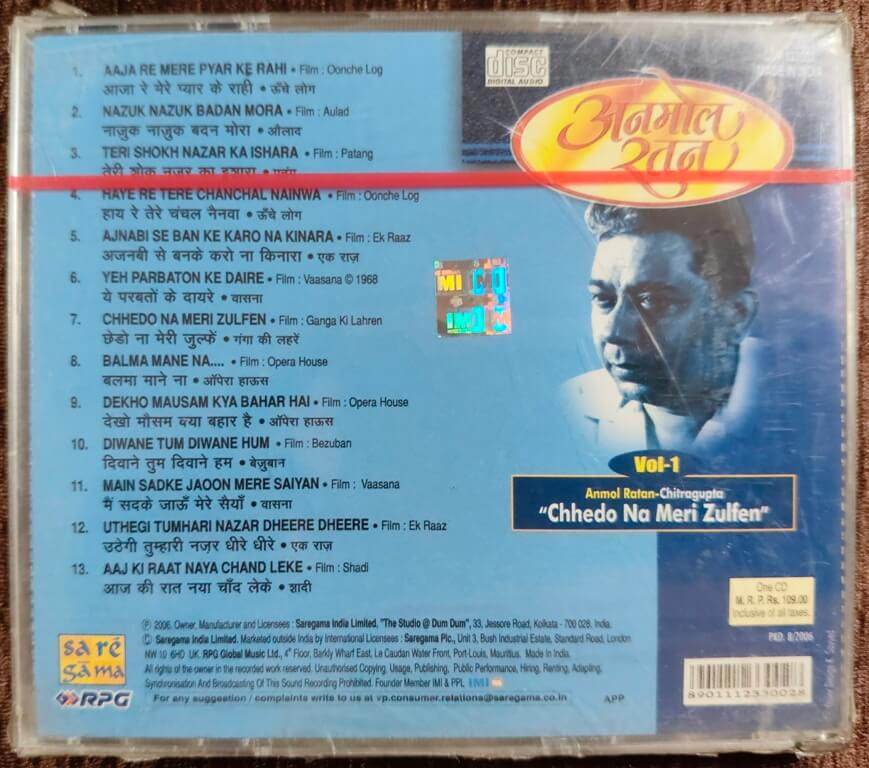 1. AAJA RE MERE PYAR KE RAHI • Film : Oonche Log
आजा रे मेरे प्यार के राही • ऊँचे लोग
2. NAZUK NAZUK BADAN MORA • Film : Aulad
नाज़ुक नाज़ुक बदन मोरा • औलाद
3. TERI SHOKH NAZAR KA ISHARA • Film : Patang
तेरी शोक नज़र का इशारा • पतंग
4. HAYE RE TERE CHANCHAL NAINWA • Film : Oonche Log
हाय रे तेरे चंचल नैनवा • ऊँचे लोग
5. AJNABI SE BAN KE KARO NA KINARA • Film : Ek Raaz
अजनबी से बनके करो ना किनारा • एक राज़
6. YEH PARBATON KE DAIRE • Film : Vaasana © 1968
ये परबतों के दायरे • वासना
7. CHHEDO NA MERI ZULFEN • Film : Ganga Ki Lahren
छेडो ना मेरी जुल्फें • गंगा की लहरें
8. BALMA MANE NA.... • Film : Opera House
बलमा माने ना • ऑपेरा हाऊस
9. DEKHO MAUSAM KYA BAHAR HAI • Film : Opera House
देखो मौसम क्या बहार है • ऑपेरा हाऊस
10. DIWANE TUM DIWANE HUM • Film : Bezuban
दिवाने तुम दिवाने हम • बेज़ुबान
11. MAIN SADKE JAOON MERE SAIYAN • Film : Vaasana
मैं सदके जाऊँ मेरे सैयाँ • वासना
12. UTHEGI TUMHARI NAZAR DHEERE DHEERE • Film : Ek Raaz
उठेगी तुम्हारी नज़र धीरे धीरे • एक राज़
13. AAJ KI RAAT NAYA CHAND LEKE • Film : Shadi
आज की रात नया चाँद लेके • शादी
COMPACT
disc
DIGITAL AUDIO
अनमोल
रतन
Vol-1
Anmol Ratan-Chitragupta
"Chhedo Na Meri Zulfen"
One CD
M. R. P. Rs. 109.00
Inclusive of all taxes.
PKD. 8/2006
8901112330028
sa rē
gāma
RPG
℗ 2006. Owner, Manufacturer and Licensees : Saregama India Limited, "The Studio @ Dum Dum", 33, Jessore Road, Kolkata - 700 028. India.
© Saregama India Limited. Marketed outside India by International Licensees : Saregama Plc., Unit 3, Bush Industrial Estate, Standard Road, London
NW 10 6HD UK. RPG Global Music Ltd., 4th Floor, Barkly Wharf East, Le Caudan Water Front, Port-Louis, Mauritius. Made In India.
All rights of the owner in the recorded work reserved. Unauthorised Copying, Usage, Publishing, Public Performance, Hiring, Renting, Adapting,
Synchronisation And Broadcasting Of This Sound Recording Prohibited. Founder Member IMI & PPL IMI
For any suggestion / complaints write to us at vp.consumer.relations@saregama.co.in APP